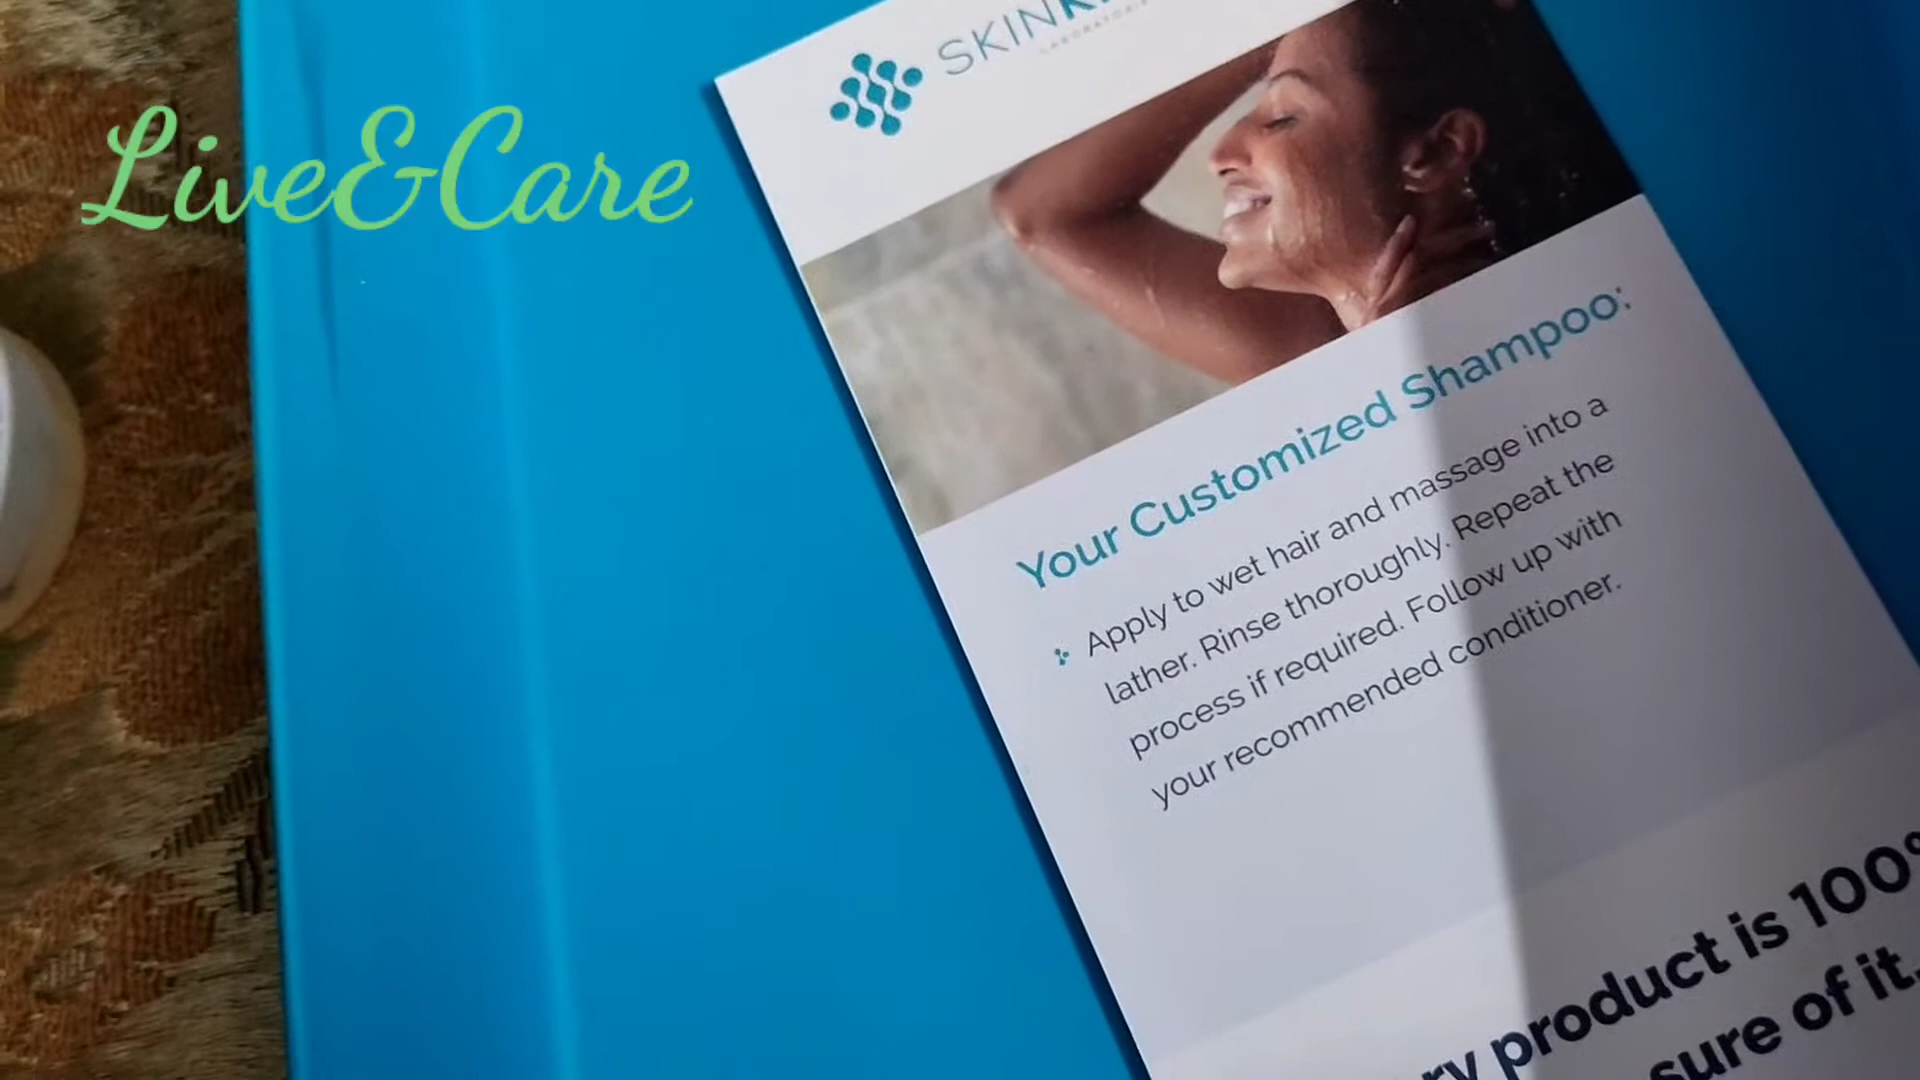 Live&Care
SKIN
Your Customized Shampoo:
Apply to wet hair and massage into a
lather. Rinse thoroughly. Repeat the
process if required. Follow up with
your recommended conditioner.
product is 100%
sure of it.